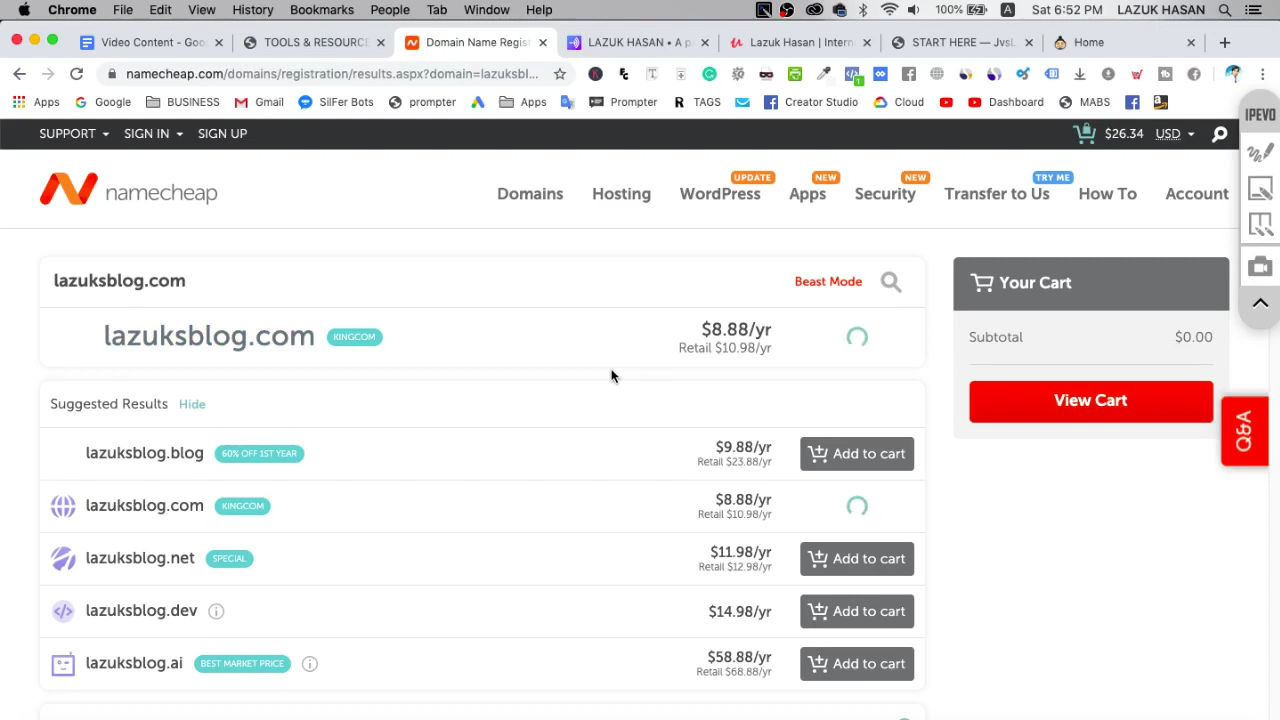 Chrome File Edit View History Bookmarks People Tab Window Help 100% A Sat 6:52 PM LAZUK HASAN
Video Content - Goo TOOLS & RESOURCE Domain Name Regis LAZUK HASAN • A p Lazuk Hasan | Intern START HERE — JvsL Home
namecheap.com/domains/registration/results.aspx?domain=lazuksbl...
Apps Google BUSINESS Gmail SilFer Bots prompter Apps Prompter TAGS Creator Studio Cloud Dashboard MABS
IPEVO
SUPPORT SIGN IN SIGN UP $26.34 USD
UPDATE NEW NEW TRY ME
namecheap Domains Hosting WordPress Apps Security Transfer to Us How To Account
lazuksblog.com Beast Mode
Your Cart
lazuksblog.com KINGCOM $8.88/yr
Retail $10.98/yr
Subtotal $0.00
View Cart
Suggested Results Hide
Q&A
lazuksblog.blog 60% OFF 1ST YEAR $9.88/yr Add to cart
Retail $23.88/yr
lazuksblog.com KINGCOM $8.88/yr
Retail $10.98/yr
lazuksblog.net SPECIAL $11.98/yr Add to cart
Retail $12.98/yr
lazuksblog.dev $14.98/yr Add to cart
lazuksblog.ai BEST MARKET PRICE $58.88/yr Add to cart
Retail $68.88/yr